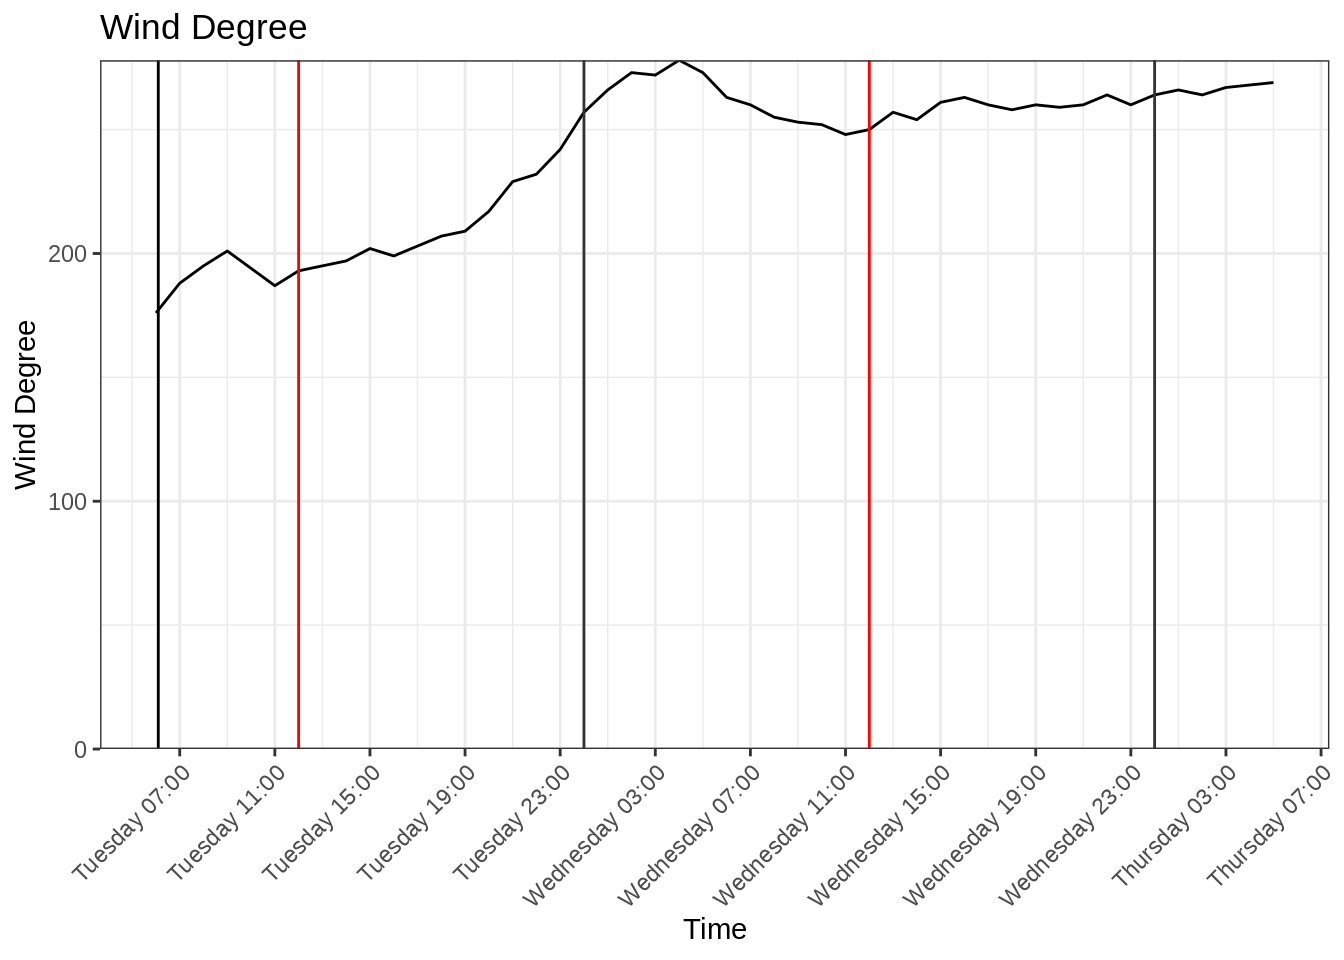 Wind Degree
Wind Degree
200
100
0
Tuesday 07:00
Tuesday 11:00
Tuesday 15:00
Tuesday 19:00
Tuesday 23:00
Wednesday 03:00
Wednesday 07:00
Wednesday 11:00
Wednesday 15:00
Wednesday 19:00
Wednesday 23:00
Thursday 03:00
Thursday 07:00
Time